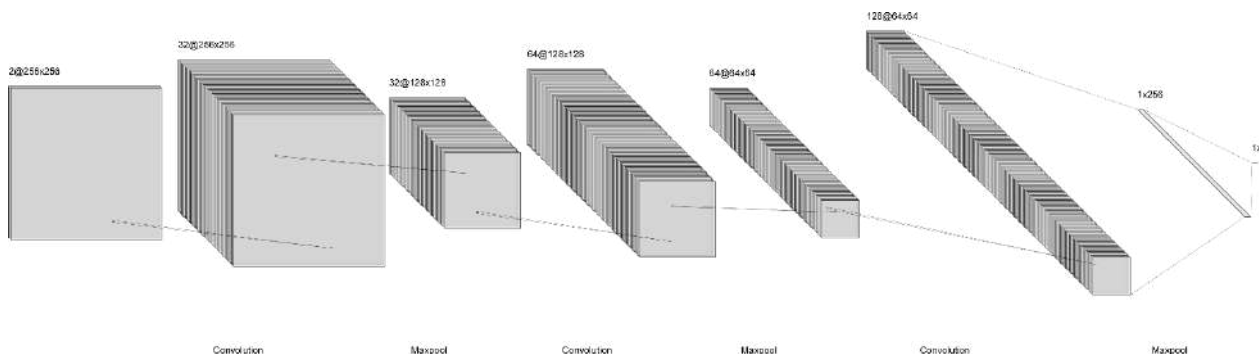 2@256x256
32@256x256
32@128x128
64@128x128
64@64x64
128@64x64
1x256
Convolution
Maxpool
Convolution
Maxpool
Convolution
Maxpool